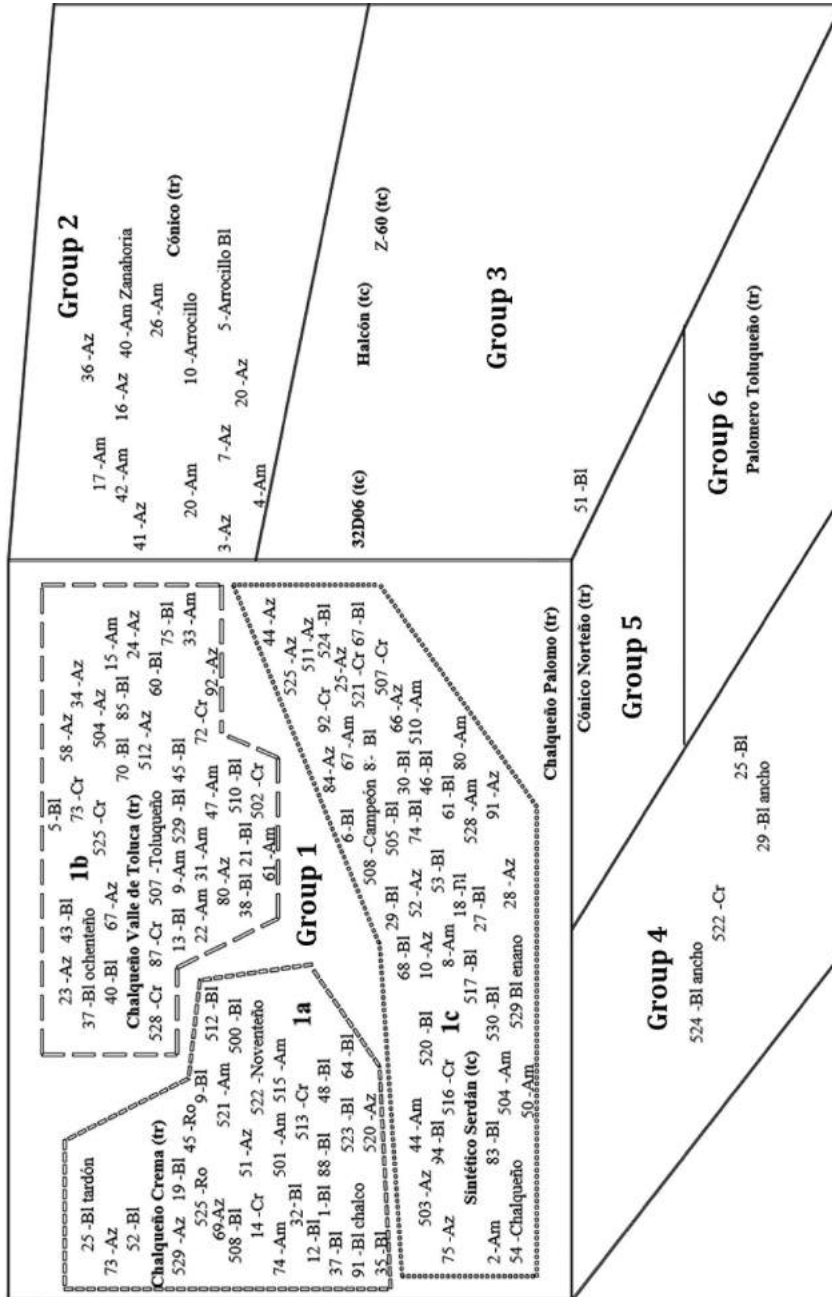 Group 2
36 -Az
17 -Am
42 -Am
16 -Az
40 -Am Zanahoria
41 -Az
26 -Am
Cónico (tr)
20 -Am
10 -Arrocillo
3 -Az
7 -Az
5 -Arrocillo Bl
20 -Az
4 -Am
Group 3
32D06 (tc)
Halcón (tc)
Z-60 (tc)
51 -Bl
Group 1
1b
5 -Bl
58 -Az
34 -Az
23 -Az
43 -Bl
73 -Cr
504 -Az
15 -Am
37 -Bl ochenteño
525 -Cr
85 -Bl
24 -Az
40 -Bl
67 -Az
70 -Bl
512 -Az
60 -Bl
75 -Bl
33 -Am
Chalqueño Valle de Toluca (tr)
528 -Cr
87 -Cr
507 -Toluqueño
92 -Az
13 -Bl
9 -Am
529 -Bl
45 -Bl
72 -Cr
22 -Am
31 -Am
47 -Am
80 -Az
38 -Bl
21 -Bl
510 -Bl
502 -Cr
61 -Am
1a
25 -Bl tardón
73 -Az
52 -Bl
Chalqueño Crema (tr)
529 -Az
19 -Bl
45 -Ro
9 -Bl
512 -Bl
525 -Ro
69-Az
521 -Am
500 -Bl
508 -Bl
51 -Az
522 -Noventeño
14 -Cr
74 -Am
501 -Am
515 -Am
32- Bl
513 -Cr
12 -Bl
1 -Bl
88 -Bl
48 -Bl
37 -Bl
523 -Bl
64 -Bl
91 -Bl chalco
520 -Az
35 -Bl
1c
44 -Az
525 -Az
511 -Az
84 -Az
92 -Cr
524 -Bl
6 -Bl
67 -Am
25 -Az
521 -Cr
67 -Bl
508 -Campeón
8- Bl
507 -Cr
29 -Bl
505 -Bl
30 -Bl
66 -Az
68 -Bl
52 -Az
74 -Bl
46 -Bl
510 -Am
503 -Az
44 -Am
520 -Bl
10 -Az
53 -Bl
61 -Bl
80 -Am
75 -Az
94 -Bl
516 -Cr
8 -Am
18 -Bl
528 -Am
Sintético Serdán (tc)
517 -Bl
27 -Bl
91 -Az
2 -Am
83 -Bl
530 -Bl
28 -Az
54 -Chalqueño
504 -Am
529 Bl enano
50 -Am
Chalqueño Palomo (tr)
Cónico Norteño (tr)
Group 5
Group 6
Palomero Toluqueño (tr)
Group 4
524 -Bl ancho
522 -Cr
25 -Bl
29 -Bl ancho